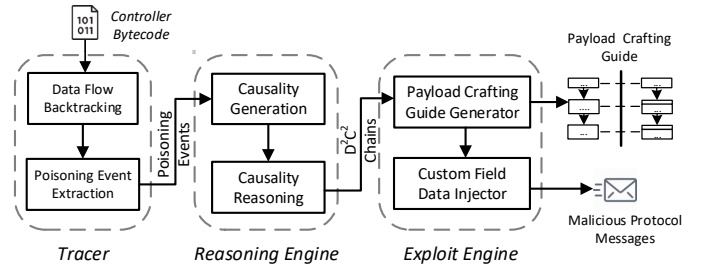 101
011
Controller
Bytecode
Data Flow
Backtracking
Poisoning Event
Extraction
Tracer
Poisoning
Events
Causality
Generation
Causality
Reasoning
Reasoning Engine
D²C²
Chains
Payload Crafting
Guide Generator
Custom Field
Data Injector
Exploit Engine
Payload Crafting
Guide
... ...
.... ...
... ...
Malicious Protocol
Messages